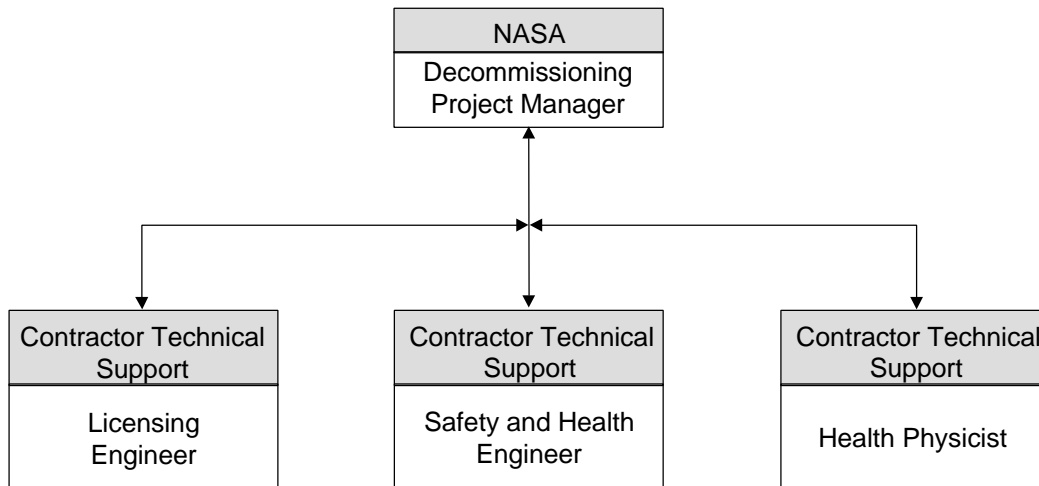 NASA
Decommissioning
Project Manager
Contractor Technical
Support
Licensing
Engineer
Contractor Technical
Support
Safety and Health
Engineer
Contractor Technical
Support
Health Physicist